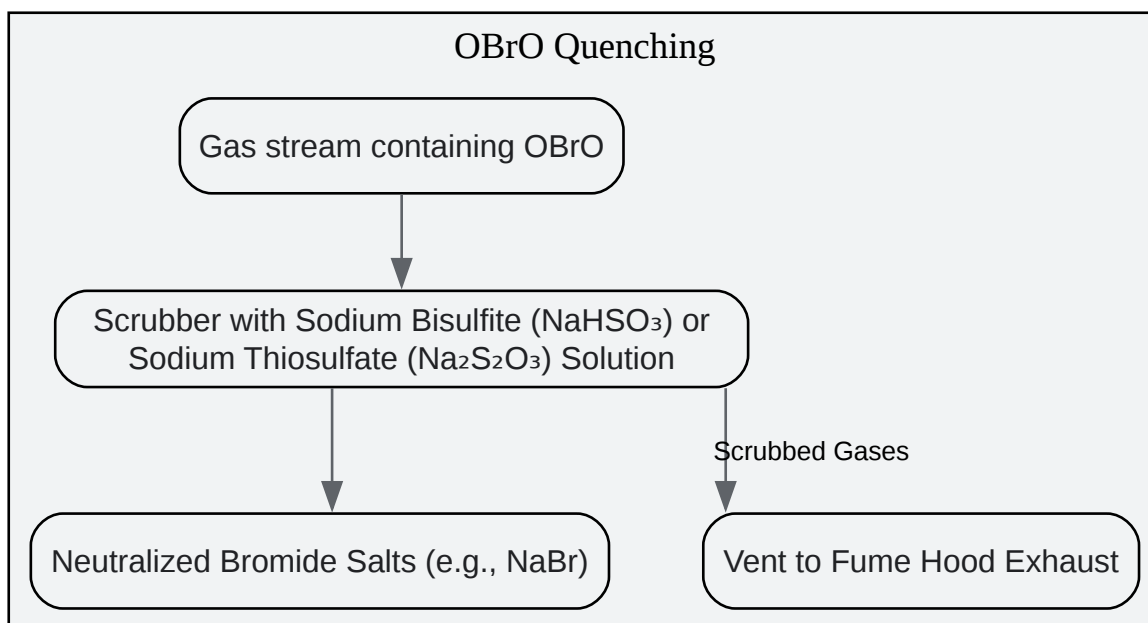 OBrO Quenching
Gas stream containing OBrO
Scrubber with Sodium Bisulfite (NaHSO₃) or
Sodium Thiosulfate (Na₂S₂O₃) Solution
Scrubbed Gases
Neutralized Bromide Salts (e.g., NaBr)
Vent to Fume Hood Exhaust